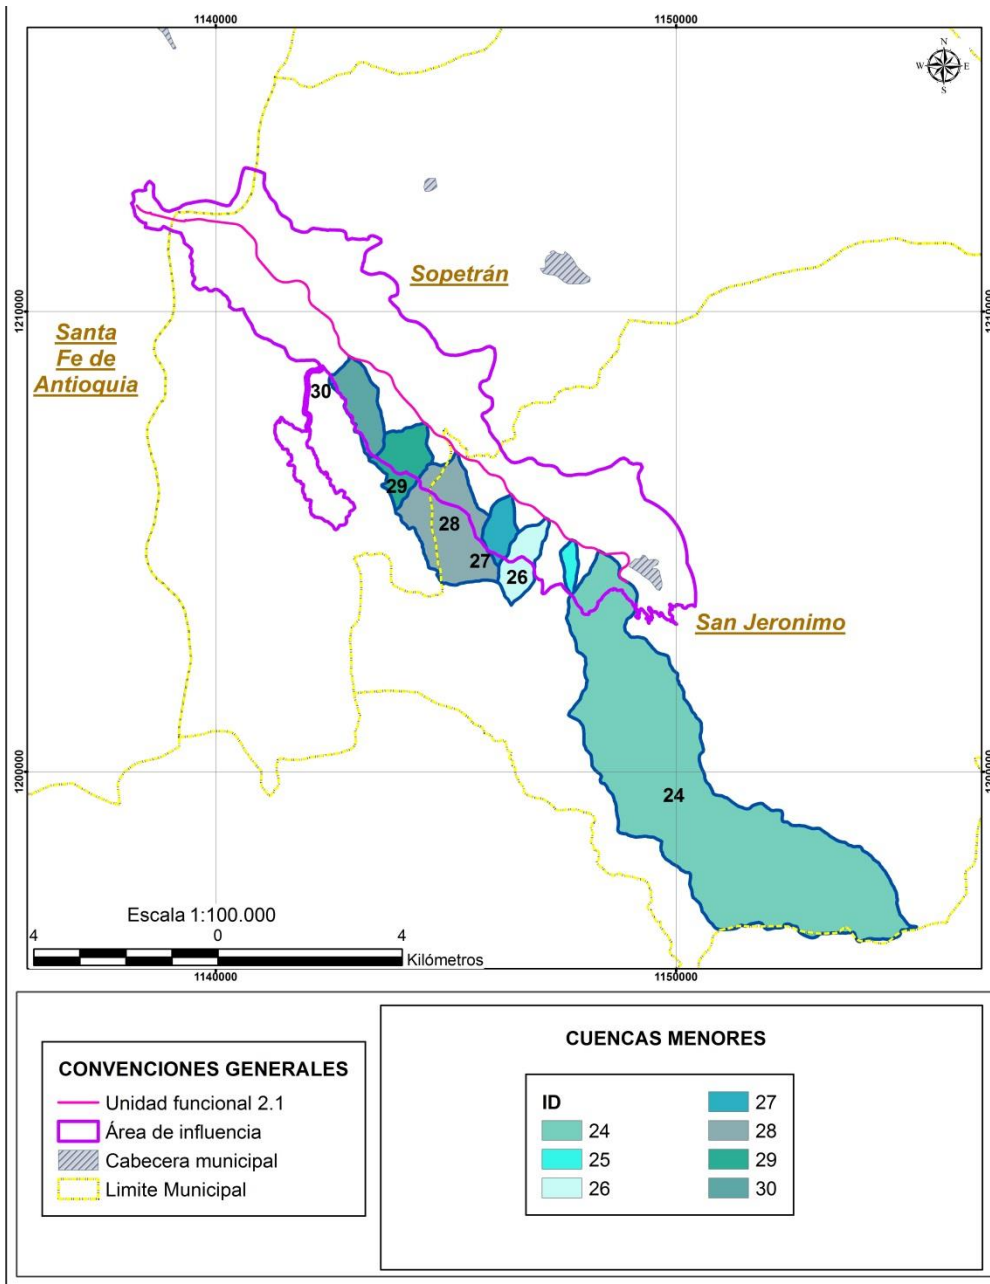 1140000
1150000
N
W
E
S
Sopetrán
1210000
1210000
Santa
Fe de
Antioquia
30
29
28
27
26
San Jeronimo
1200000
1200000
24
Escala 1:100.000
4
0
4
Kilómetros
1140000
1150000
CONVENCIONES GENERALES
Unidad funcional 2.1
Área de influencia
Cabecera municipal
Limite Municipal
CUENCAS MENORES
ID
24
25
26
27
28
29
30